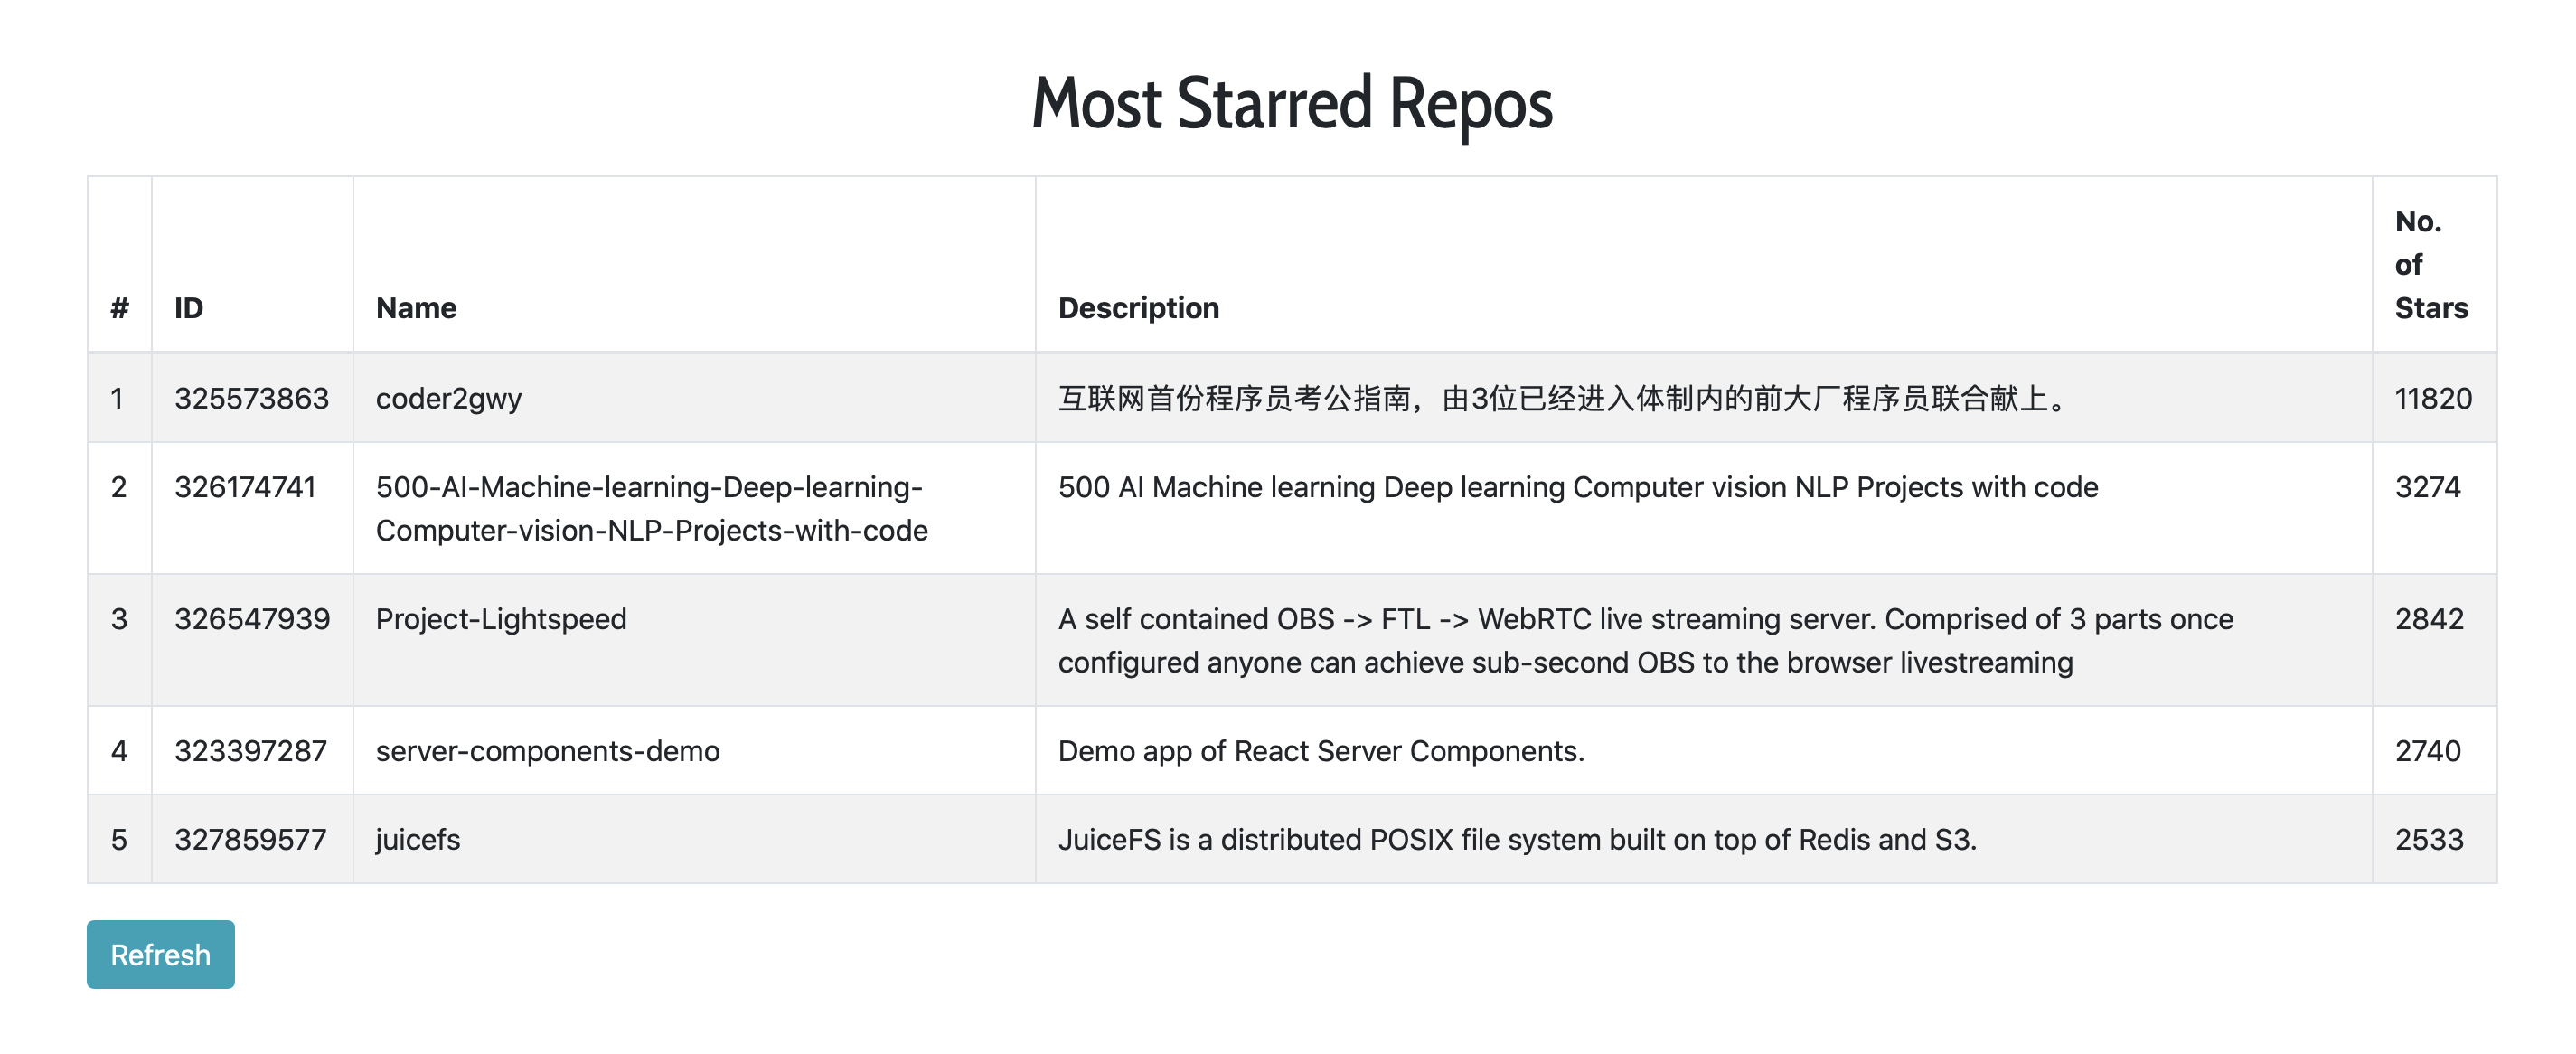 Most Starred Repos
# ID Name Description No. of Stars
1 325573863 coder2gwy 互联网首份程序员考公指南，由3位已经进入体制内的前大厂程序员联合献上。 11820
2 326174741 500-AI-Machine-learning-Deep-learning- 500 AI Machine learning Deep learning Computer vision NLP Projects with code 3274
Computer-vision-NLP-Projects-with-code
3 326547939 Project-Lightspeed A self contained OBS -> FTL -> WebRTC live streaming server. Comprised of 3 parts once 2842
configured anyone can achieve sub-second OBS to the browser livestreaming
4 323397287 server-components-demo Demo app of React Server Components. 2740
5 327859577 juicefs JuiceFS is a distributed POSIX file system built on top of Redis and S3. 2533
Refresh